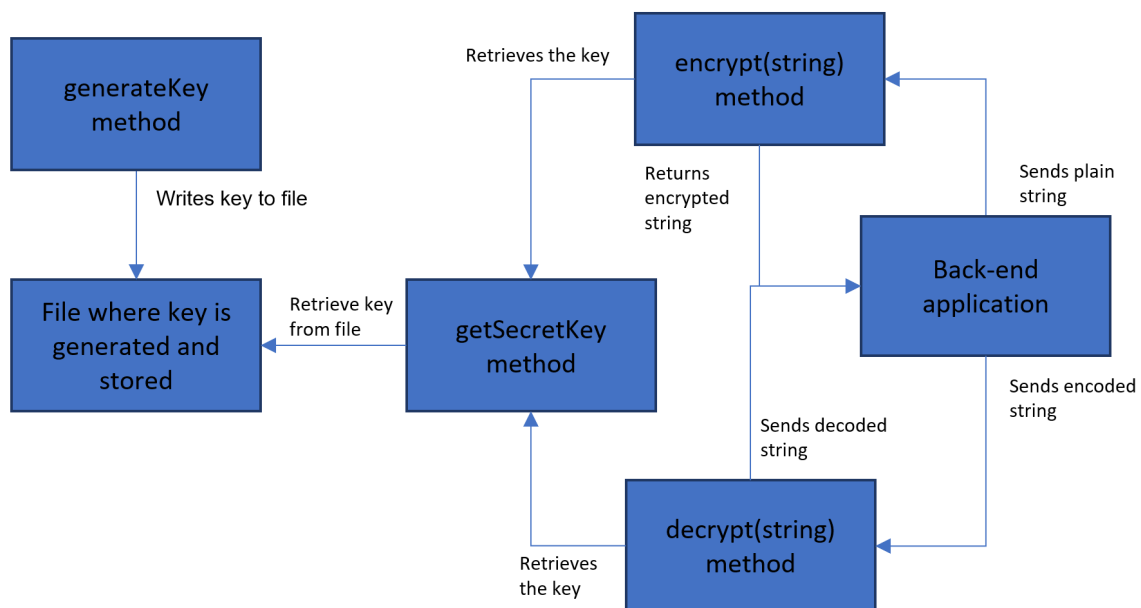 generateKey
method
Writes key to file
File where key is
generated and
stored
Retrieve key
from file
getSecretKey
method
Retrieves the key
encrypt(string)
method
Returns
encrypted
string
Sends plain
string
Back-end
application
Sends encoded
string
Sends decoded
string
decrypt(string)
method
Retrieves
the key